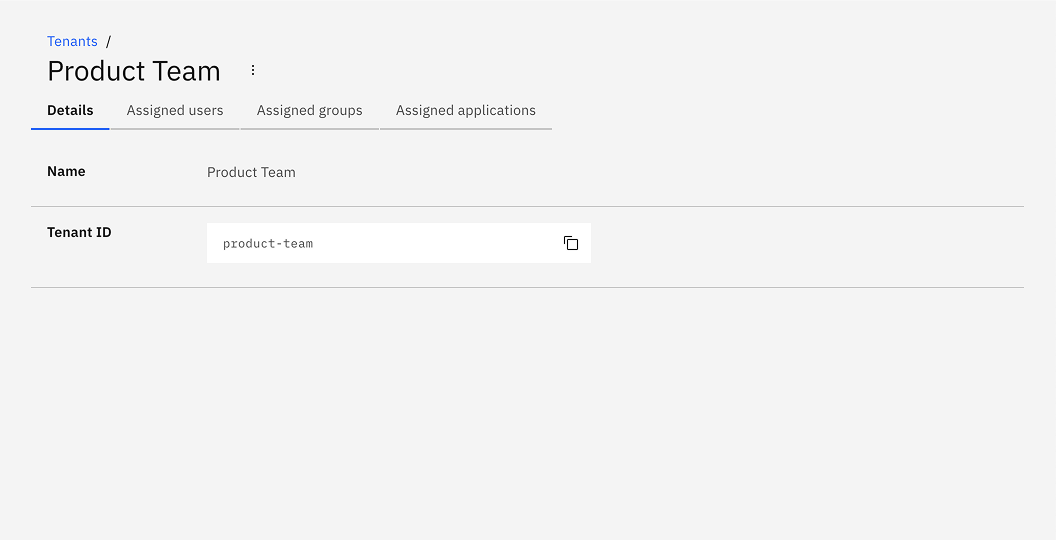 Tenants /
Product Team
Details Assigned users Assigned groups Assigned applications
Name Product Team
Tenant ID product-team